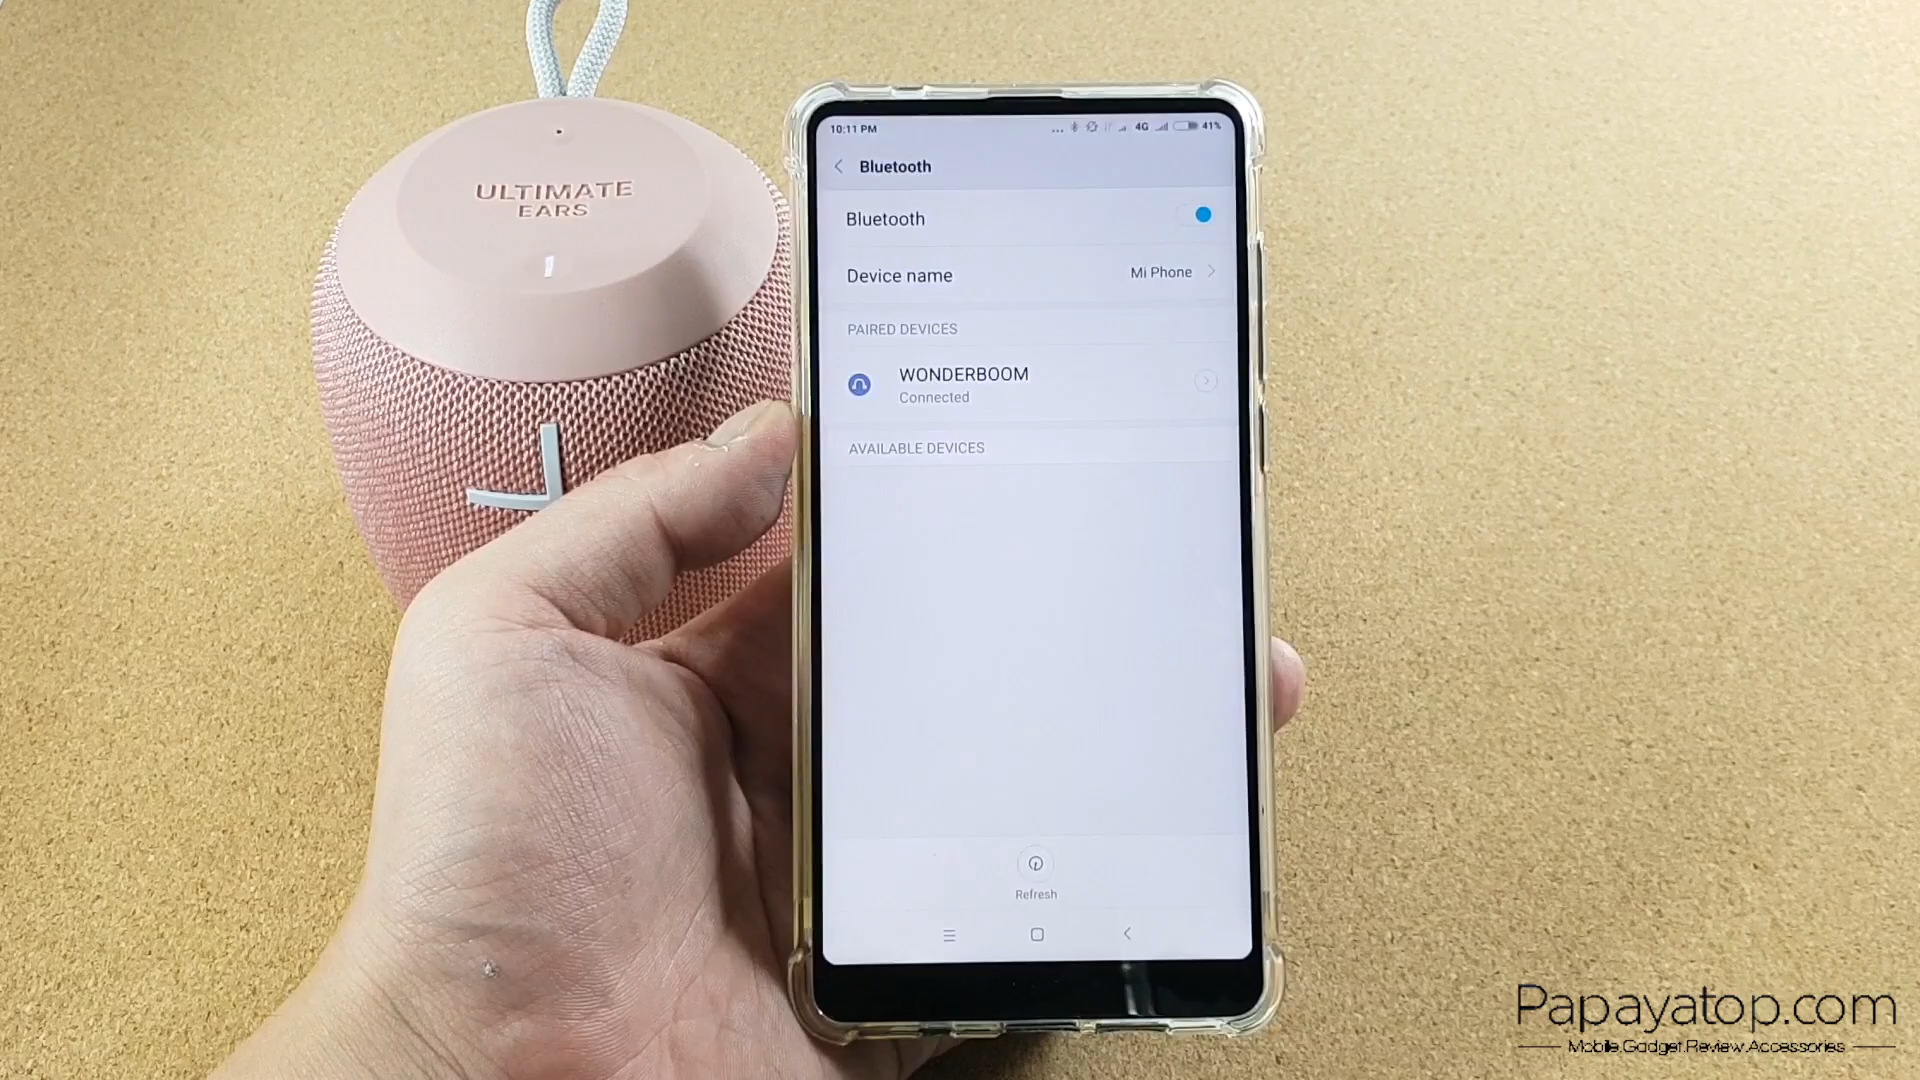 ULTIMATE
EARS
10:11 PM
4G
41%
Bluetooth
Bluetooth
Device name
Mi Phone
PAIRED DEVICES
WONDERBOOM
Connected
AVAILABLE DEVICES
Refresh
Papayatop.com
Mobile.Gadget.Review.Accessories